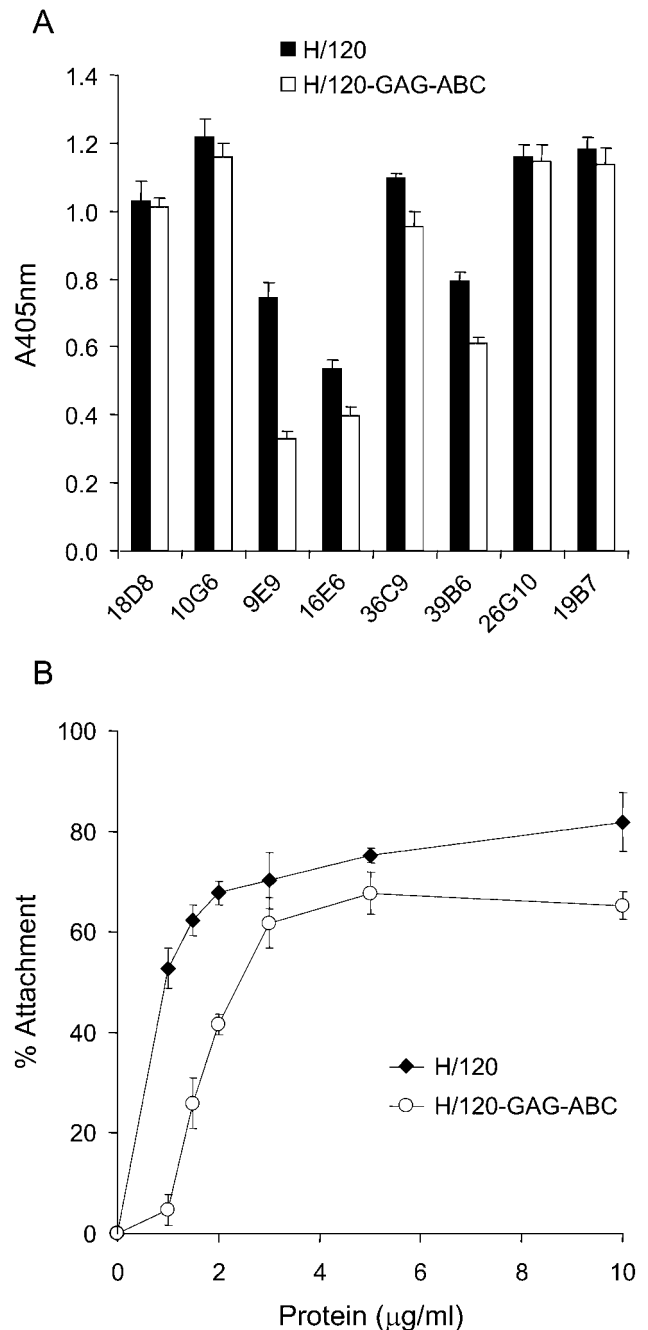 A
H/120
H/120-GAG-ABC
1.4
1.2
1.0
0.8
0.6
0.4
0.2
0.0
A405nm
18D8
10G6
9E9
16E6
36C9
39B6
26G10
19B7
B
100
80
60
40
20
0
% Attachment
H/120
H/120-GAG-ABC
0
2
4
6
8
10
Protein (μg/ml)